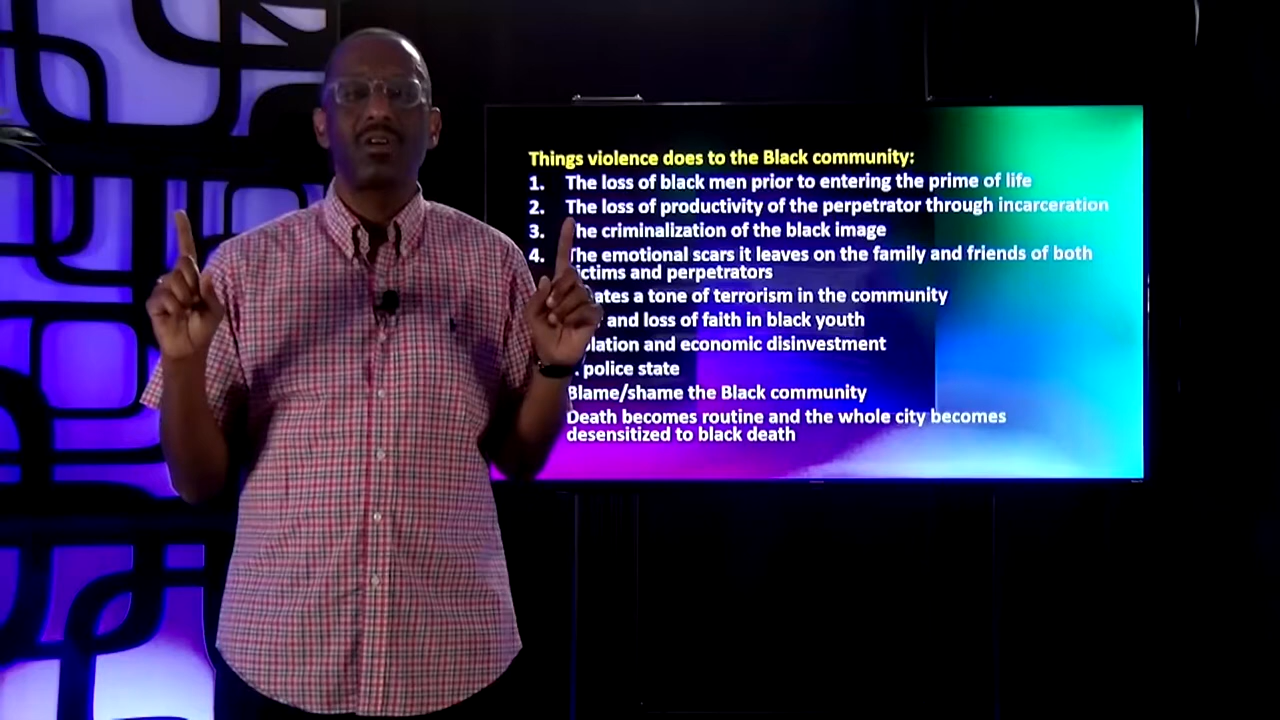 Things violence does to the Black community:
1. The loss of black men prior to entering the prime of life
2. The loss of productivity of the perpetrator through incarceration
3. he criminalization of the black image
4. The emotional scars it leaves on the family and friends of both
ictims and perpetrators
ates a tone of terrorism in the community
and loss of faith in black youth
lation and economic disinvestment
police state
Blame/shame the Black community
Death becomes routine and the whole city becomes
desensitized to black death